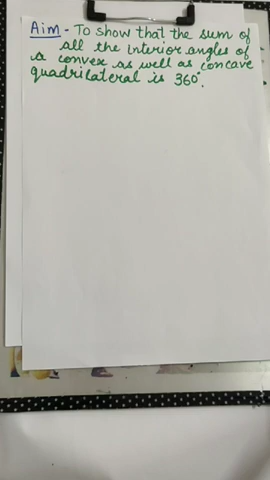 Aim - To show that the sum of
all the interior angles of
a convex as well as concave
quadrilateral is 360°.